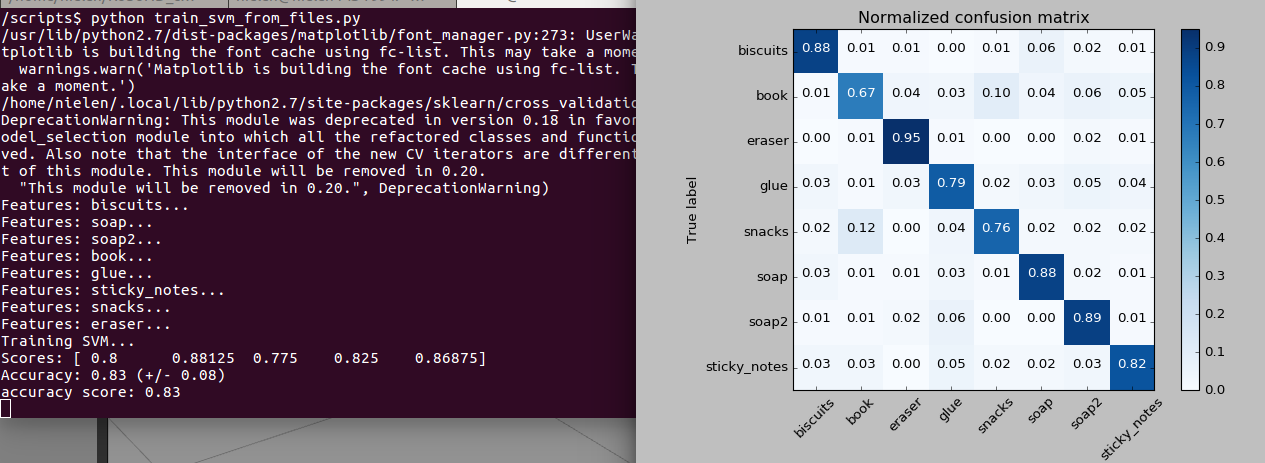 /scripts$ python train_svm_from_files.py
/usr/lib/python2.7/dist-packages/matplotlib/font_manager.py:273: UserWa
tplotlib is building the font cache using fc-list. This may take a mome
warnings.warn('Matplotlib is building the font cache using fc-list. T
ake a moment.')
/home/nielen/.local/lib/python2.7/site-packages/sklearn/cross_validatio
DeprecationWarning: This module was deprecated in version 0.18 in favor
odel_selection module into which all the refactored classes and functio
ved. Also note that the interface of the new CV iterators are different
t of this module. This module will be removed in 0.20.
"This module will be removed in 0.20.", DeprecationWarning)
Features: biscuits...
Features: soap...
Features: soap2...
Features: book...
Features: glue...
Features: sticky_notes...
Features: snacks...
Features: eraser...
Training SVM...
Scores: [ 0.8 0.88125 0.775 0.825 0.86875]
Accuracy: 0.83 (+/- 0.08)
accuracy score: 0.83
Normalized confusion matrix
True label
biscuits 0.88 0.01 0.01 0.00 0.01 0.06 0.02 0.01
book 0.01 0.67 0.04 0.03 0.10 0.04 0.06 0.05
eraser 0.00 0.01 0.95 0.01 0.00 0.00 0.02 0.01
glue 0.03 0.01 0.03 0.79 0.02 0.03 0.05 0.04
snacks 0.02 0.12 0.00 0.04 0.76 0.02 0.02 0.02
soap 0.03 0.01 0.01 0.03 0.01 0.88 0.02 0.01
soap2 0.01 0.01 0.02 0.06 0.00 0.00 0.89 0.01
sticky_notes 0.03 0.03 0.00 0.05 0.02 0.02 0.03 0.82
biscuits book eraser glue snacks soap soap2 sticky_notes
0.9
0.8
0.7
0.6
0.5
0.4
0.3
0.2
0.1
0.0